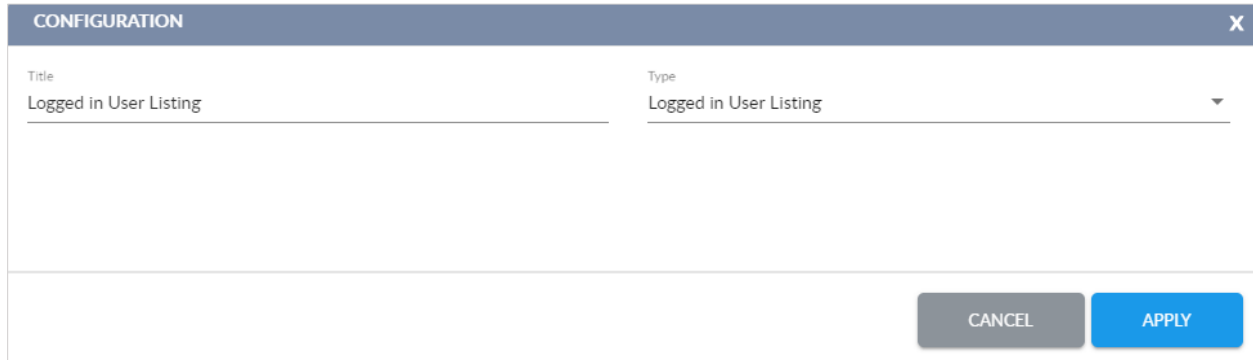 CONFIGURATION X
Title Type
Logged in User Listing Logged in User Listing
CANCEL APPLY